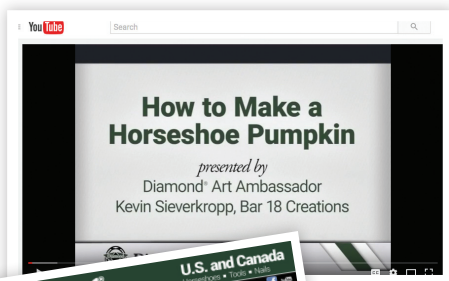 YouTube
Search
How to Make a
Horseshoe Pumpkin
presented by
Diamond® Art Ambassador
Kevin Sieverkropp, Bar 18 Creations
U.S. and Canada
Horseshoes • Tools • Nails